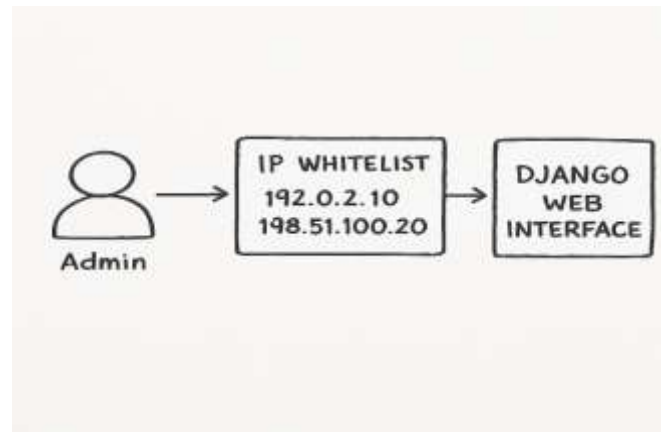 Admin
IP WHITELIST
192.0.2.10
198.51.100.20
DJANGO
WEB
INTERFACE